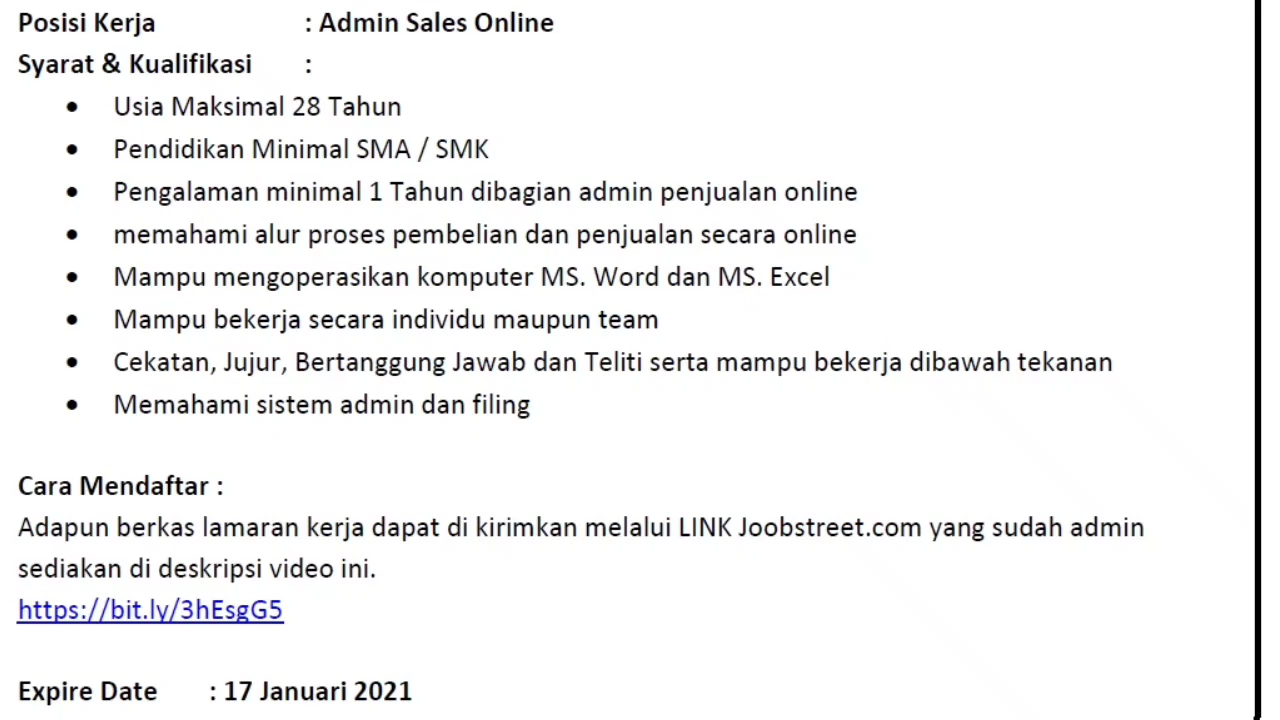 Posisi Kerja : Admin Sales Online
Syarat & Kualifikasi :
• Usia Maksimal 28 Tahun
• Pendidikan Minimal SMA / SMK
• Pengalaman minimal 1 Tahun dibagian admin penjualan online
• memahami alur proses pembelian dan penjualan secara online
• Mampu mengoperasikan komputer MS. Word dan MS. Excel
• Mampu bekerja secara individu maupun team
• Cekatan, Jujur, Bertanggung Jawab dan Teliti serta mampu bekerja dibawah tekanan
• Memahami sistem admin dan filing
Cara Mendaftar :
Adapun berkas lamaran kerja dapat di kirimkan melalui LINK Joobstreet.com yang sudah admin
sediakan di deskripsi video ini.
https://bit.ly/3hEsgG5
Expire Date : 17 Januari 2021